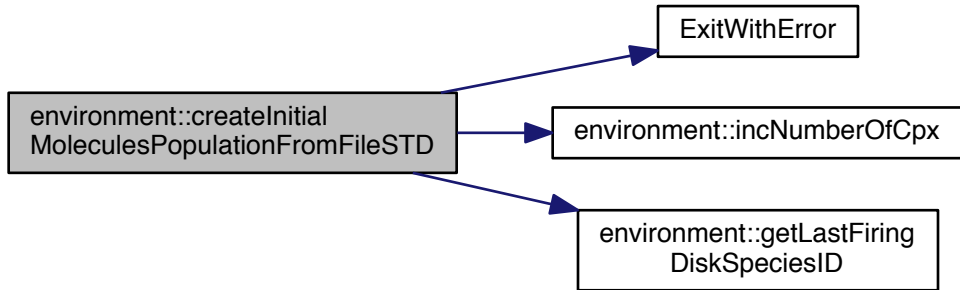 environment::createInitial
MoleculesPopulationFromFileSTD
ExitWithError
environment::incNumberOfCpx
environment::getLastFiring
DiskSpeciesID